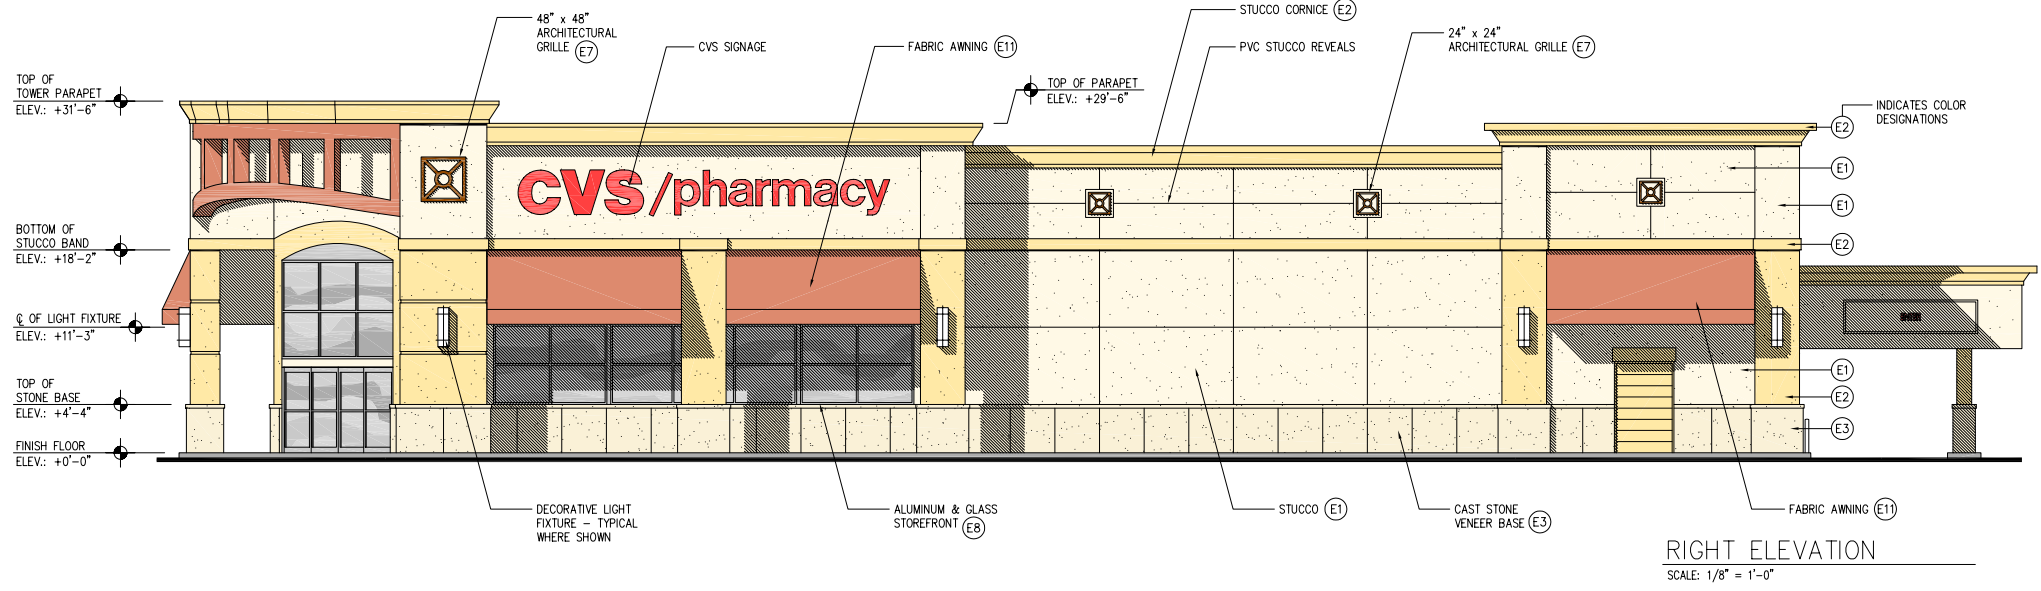 48" x 48"
ARCHITECTURAL
GRILLE E7
CVS SIGNAGE
FABRIC AWNING E11
STUCCO CORNICE E2
PVC STUCCO REVEALS
24" x 24"
ARCHITECTURAL GRILLE E7
TOP OF
TOWER PARAPET
ELEV.: +31'-6"
TOP OF PARAPET
ELEV.: +29'-6"
INDICATES COLOR
DESIGNATIONS
E2
E1
E1
E2
CVS/pharmacy
BOTTOM OF
STUCCO BAND
ELEV.: +18'-2"
℄ OF LIGHT FIXTURE
ELEV.: +11'-3"
TOP OF
STONE BASE
ELEV.: +4'-4"
FINISH FLOOR
ELEV.: +0'-0"
E1
E2
E3
DECORATIVE LIGHT
FIXTURE – TYPICAL
WHERE SHOWN
ALUMINUM & GLASS
STOREFRONT E8
STUCCO E1
CAST STONE
VENEER BASE E3
FABRIC AWNING E11
RIGHT ELEVATION
SCALE: 1/8" = 1'-0"